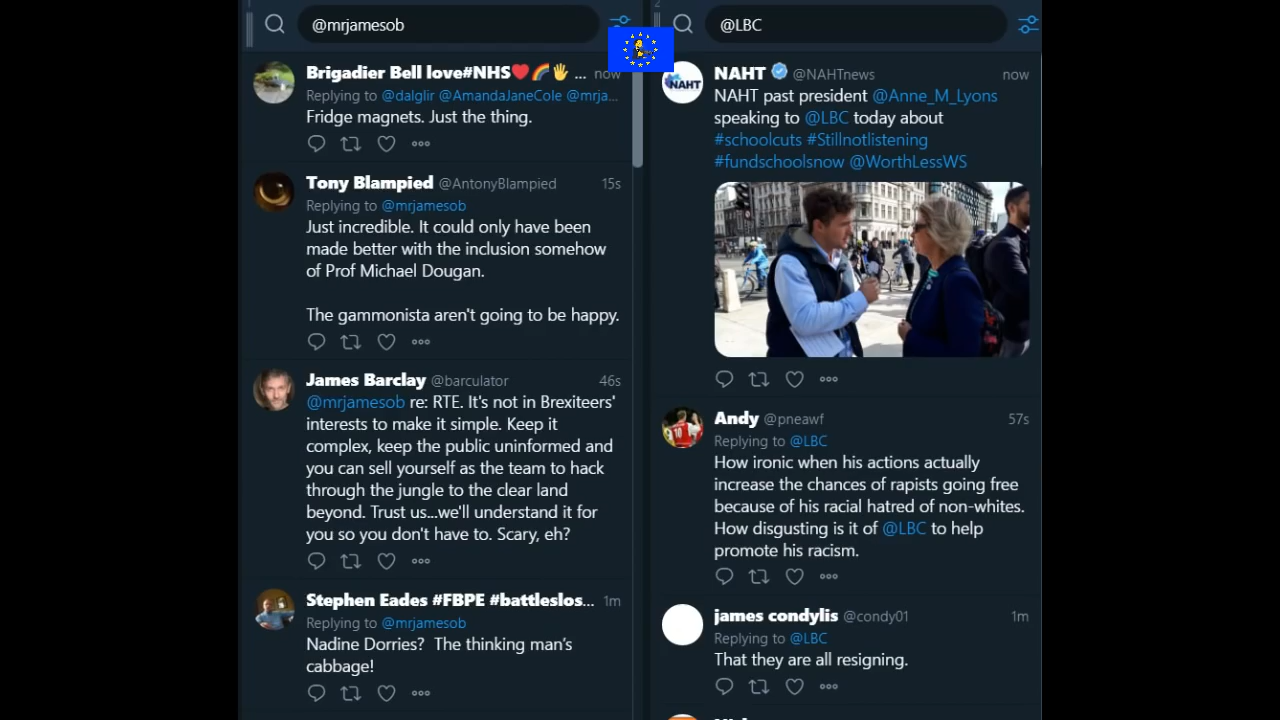 1
@mrjamesob
Brigadier Bell love#NHS❤️🌈🖐 ... now
Replying to @dalglir @AmandaJaneCole @mrja...
Fridge magnets. Just the thing.
Tony Blampied @AntonyBlampied 15s
Replying to @mrjamesob
Just incredible. It could only have been
made better with the inclusion somehow
of Prof Michael Dougan.
The gammonista aren't going to be happy.
James Barclay @barculator 46s
@mrjamesob re: RTE. It's not in Brexiteers'
interests to make it simple. Keep it
complex, keep the public uninformed and
you can sell yourself as the team to hack
through the jungle to the clear land
beyond. Trust us...we'll understand it for
you so you don't have to. Scary, eh?
Stephen Eades #FBPE #battleslos... 1m
Replying to @mrjamesob
Nadine Dorries?  The thinking man's
cabbage!
2
@LBC
NAHT
NAHT @NAHTnews now
NAHT past president @Anne_M_Lyons
speaking to @LBC today about
#schoolcuts #Stillnotlistening
#fundschoolsnow @WorthLessWS
Andy @pneawf 57s
10
Replying to @LBC
How ironic when his actions actually
increase the chances of rapists going free
because of his racial hatred of non-whites.
How disgusting is it of @LBC to help
promote his racism.
james condylis @condy01 1m
Replying to @LBC
That they are all resigning.